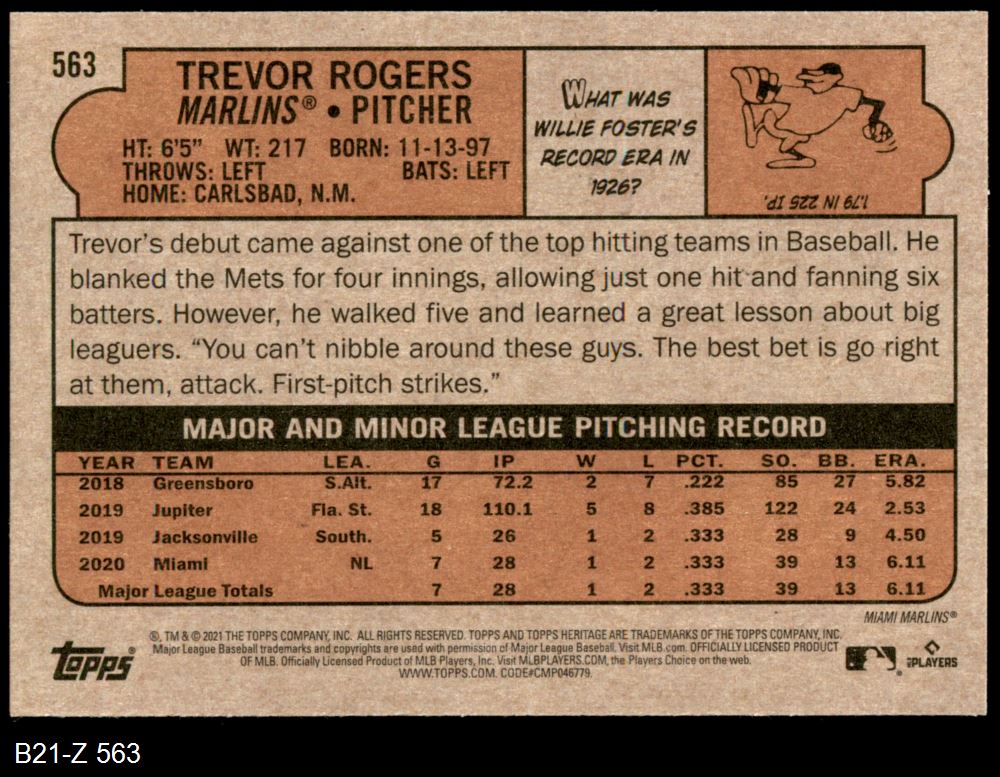 563
TREVOR ROGERS
MARLINS® • PITCHER
HT: 6'5" WT: 217 BORN: 11-13-97
THROWS: LEFT BATS: LEFT
HOME: CARLSBAD, N.M.
WHAT WAS
WILLIE FOSTER'S
RECORD ERA IN
1926?
1.79 IN 225 IP.
Trevor's debut came against one of the top hitting teams in Baseball. He
blanked the Mets for four innings, allowing just one hit and fanning six
batters. However, he walked five and learned a great lesson about big
leaguers. "You can't nibble around these guys. The best bet is go right
at them, attack. First-pitch strikes."
MAJOR AND MINOR LEAGUE PITCHING RECORD
YEAR TEAM LEA. G IP W L PCT. SO. BB. ERA.
2018 Greensboro S.Alt. 17 72.2 2 7 .222 85 27 5.82
2019 Jupiter Fla. St. 18 110.1 5 8 .385 122 24 2.53
2019 Jacksonville South. 5 26 1 2 .333 28 9 4.50
2020 Miami NL 7 28 1 2 .333 39 13 6.11
Major League Totals 7 28 1 2 .333 39 13 6.11
MIAMI MARLINS®
®, TM & © 2021 THE TOPPS COMPANY, INC. ALL RIGHTS RESERVED. TOPPS AND TOPPS HERITAGE ARE TRADEMARKS OF THE TOPPS COMPANY, INC.
Major League Baseball trademarks and copyrights are used with permission of Major League Baseball. Visit MLB.com. OFFICIALLY LICENSED PRODUCT
OF MLB. Officially Licensed Product of MLB Players, Inc. Visit MLBPLAYERS.COM, the Players Choice on the web.
WWW.TOPPS.COM. CODE#CMP046779.
topps®
MLBPLAYERS
B21-Z 563